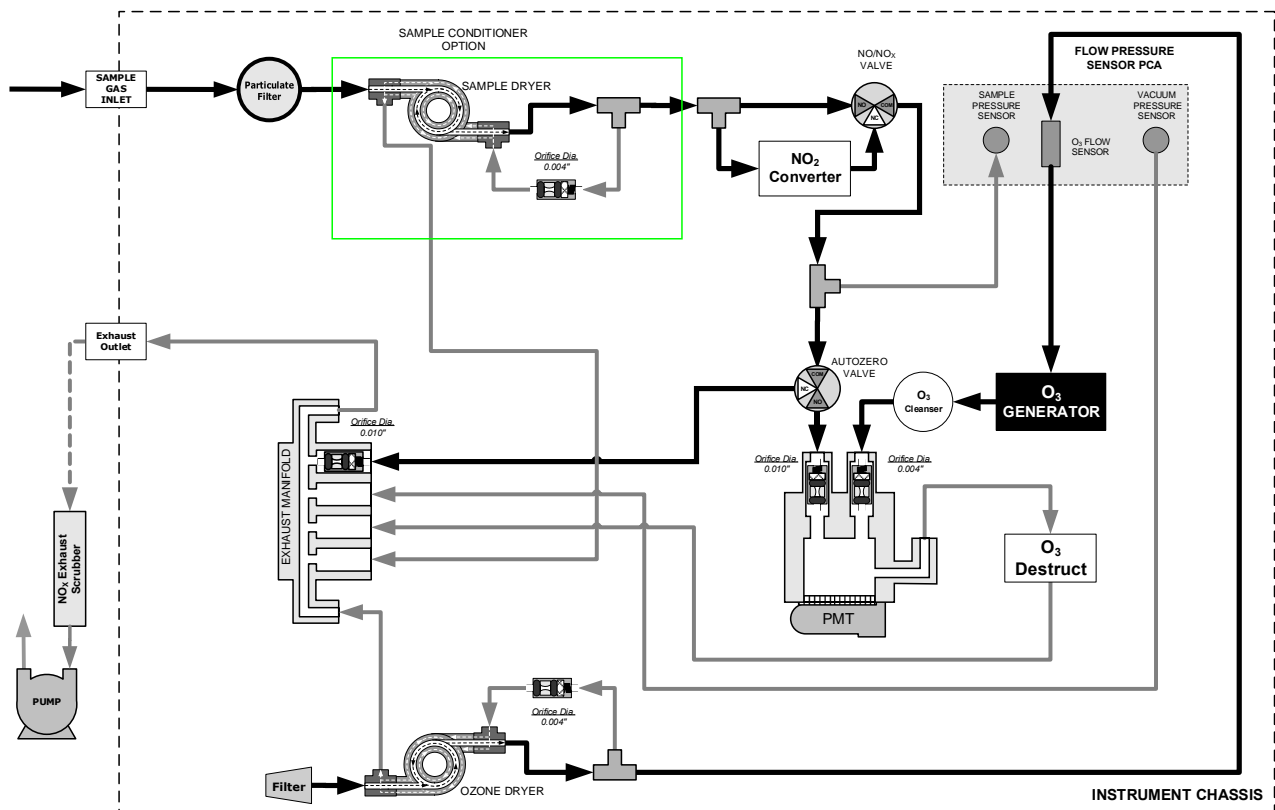 SAMPLE CONDITIONER
OPTION
SAMPLE
GAS
INLET
Particulate
Filter
SAMPLE DRYER
Orifice Dia.
0.004"
NO/NOX
VALVE
NO
COM
NC
NO2
Converter
FLOW PRESSURE
SENSOR PCA
SAMPLE
PRESSURE
SENSOR
O3 FLOW
SENSOR
VACUUM
PRESSURE
SENSOR
Exhaust
Outlet
AUTOZERO
VALVE
COM
NC
NO
O3
Cleanser
O3
GENERATOR
Orifice Dia.
0.010"
EXHAUST MANIFOLD
Orifice Dia.
0.010"
Orifice Dia.
0.004"
O3
Destruct
PMT
NOX Exhaust
Scrubber
PUMP
Orifice Dia.
0.004"
Filter
OZONE DRYER
INSTRUMENT CHASSIS